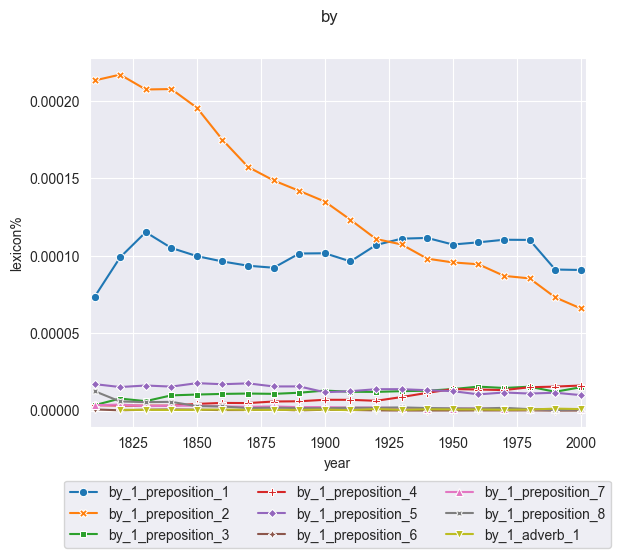 by
0.00020
0.00015
0.00010
0.00005
0.00000
lexicon%
1825 1850 1875 1900 1925 1950 1975 2000
year
by_1_preposition_1 by_1_preposition_4 by_1_preposition_7
by_1_preposition_2 by_1_preposition_5 by_1_preposition_8
by_1_preposition_3 by_1_preposition_6 by_1_adverb_1